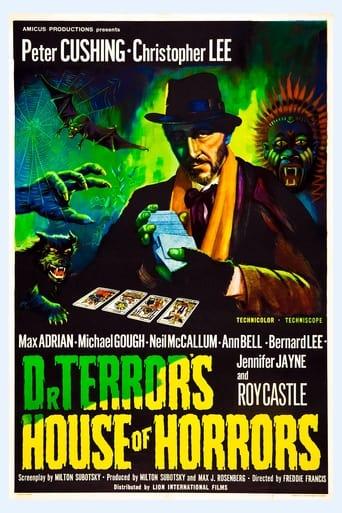 AMICUS PRODUCTIONS presents
Peter CUSHING · Christopher LEE
TECHNICOLOR · TECHNISCOPE
Max ADRIAN · Michael GOUGH · Neil McCALLUM · Ann BELL · Bernard LEE ·
Jennifer JAYNE
and
ROY CASTLE
DR TERROR'S
HOUSE OF HORRORS
Screenplay by MILTON SUBOTSKY · Produced by MILTON SUBOTSKY and MAX J. ROSENBERG · Directed by FREDDIE FRANCIS
Distributed by LION INTERNATIONAL FILMS